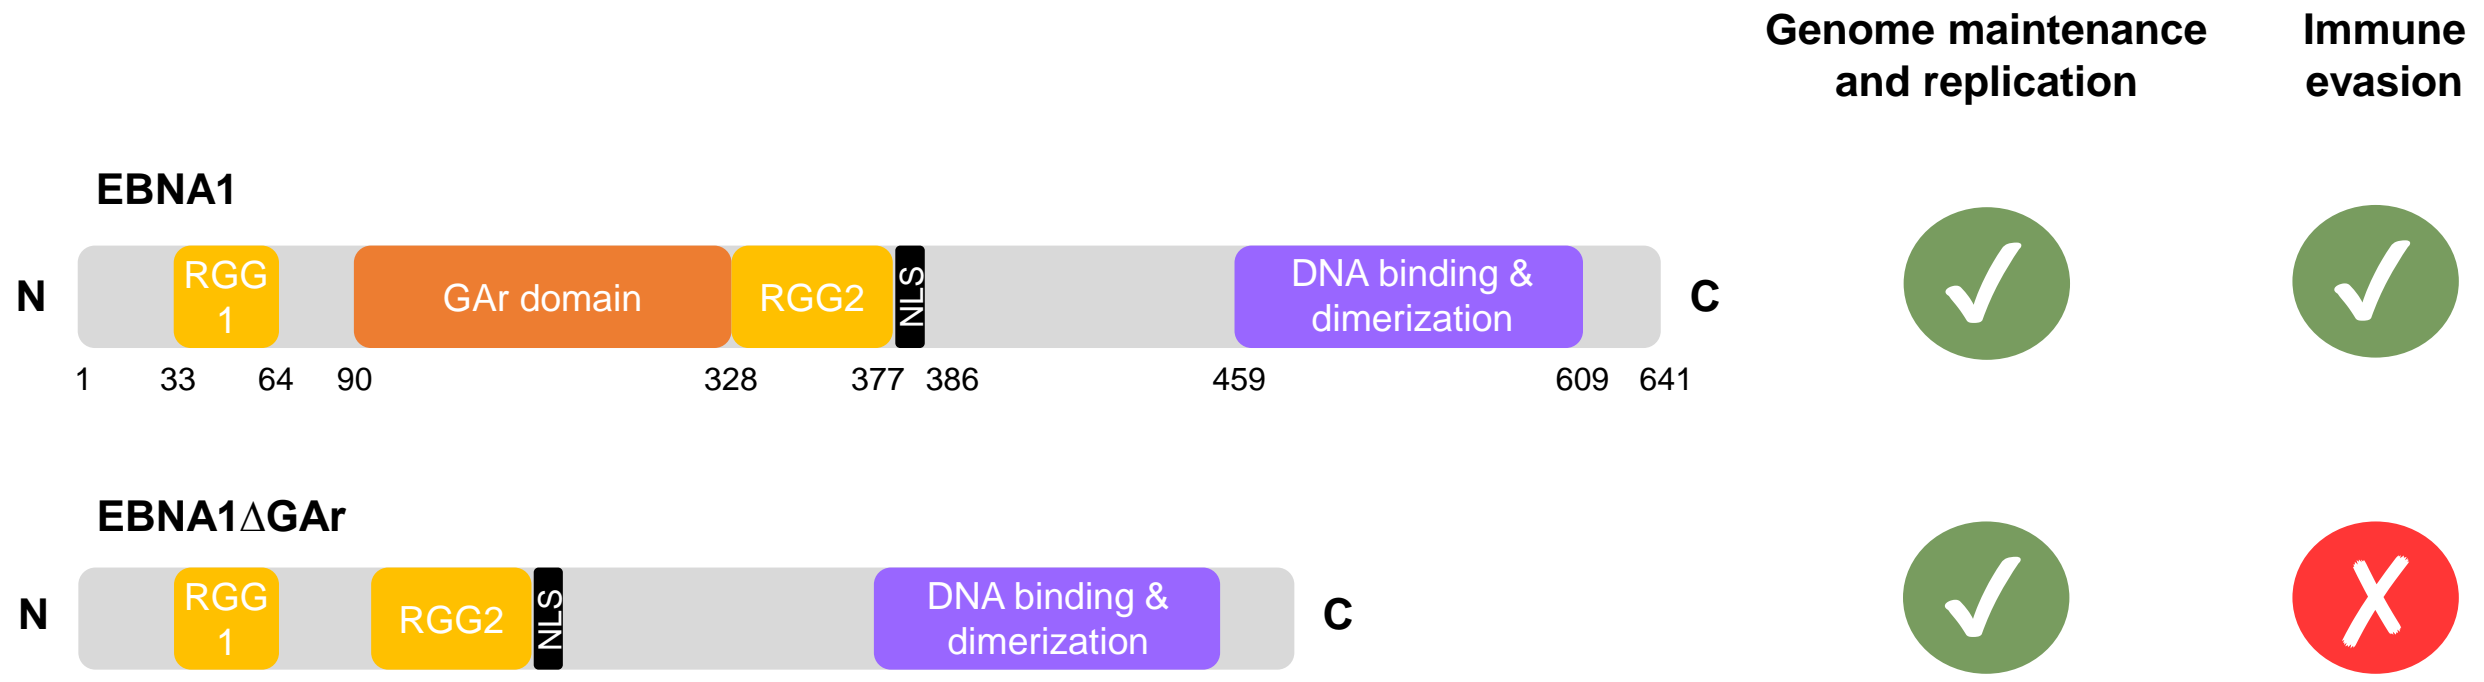 Genome maintenance
and replication
Immune
evasion
EBNA1
N
RGG
1
GAr domain
RGG2
NLS
DNA binding &
dimerization
C
1 33 64 90 328 377 386 459 609 641
EBNA1ΔGAr
N
RGG
1
RGG2
NLS
DNA binding &
dimerization
C